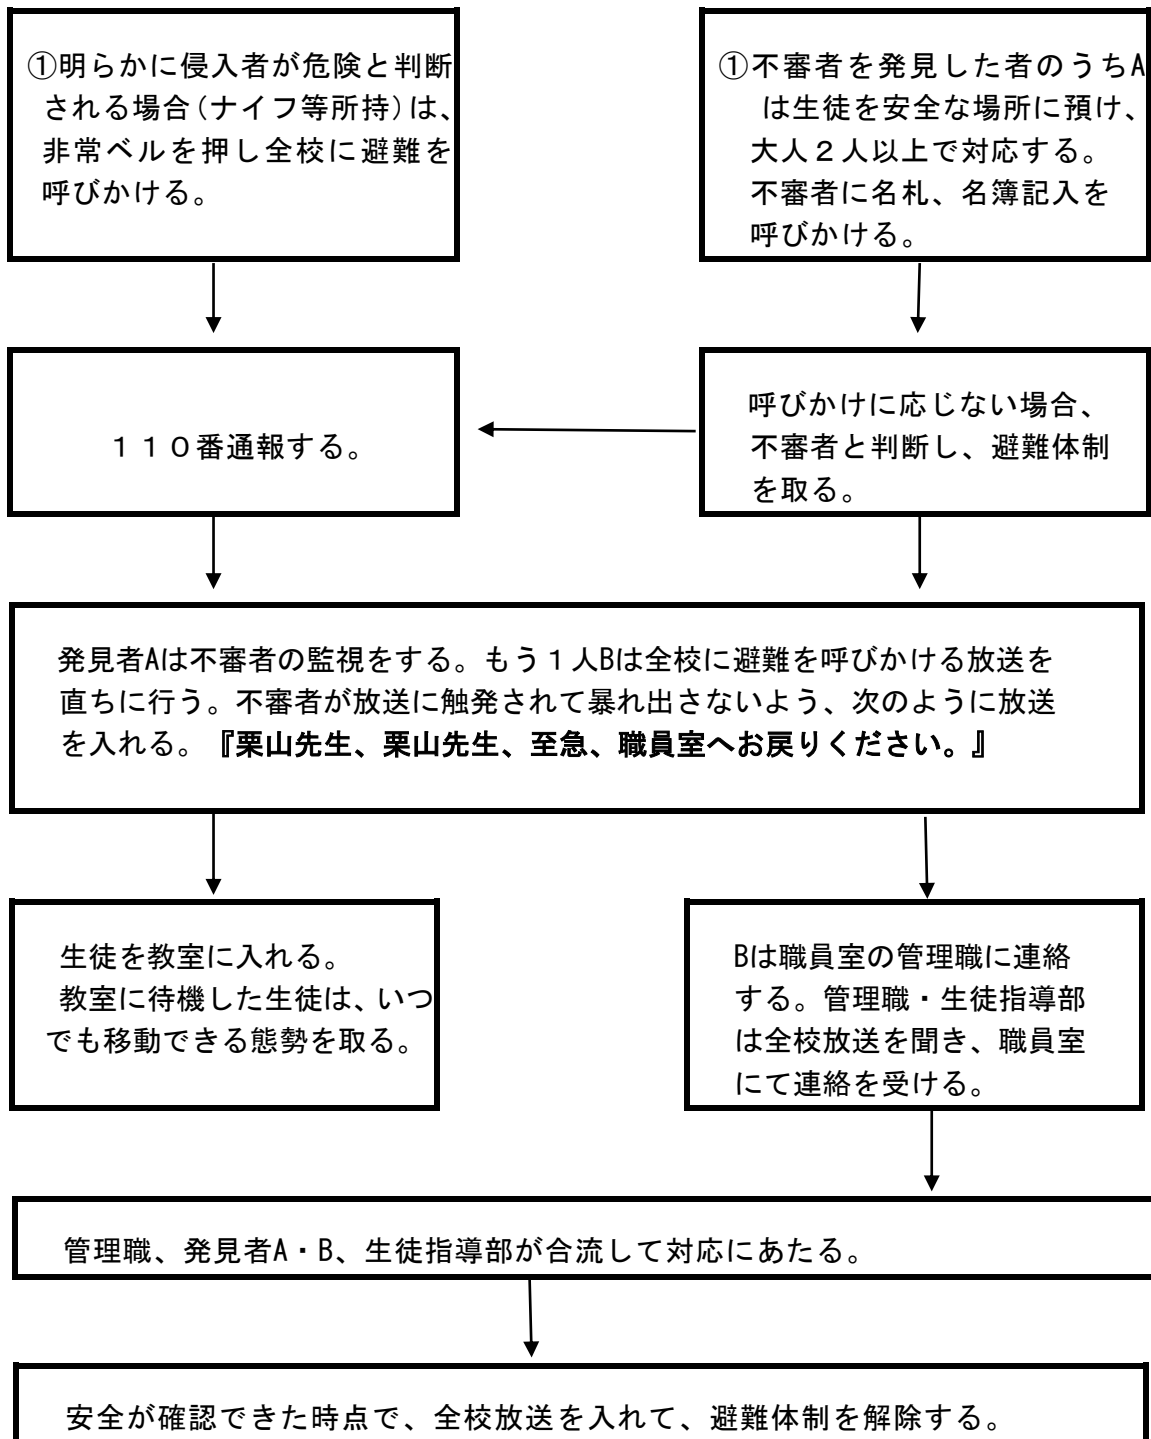 ①明らかに侵入者が危険と判断
される場合(ナイフ等所持)は、
非常ベルを押し全校に避難を
呼びかける。
①不審者を発見した者のうちA
は生徒を安全な場所に預け、
大人２人以上で対応する。
不審者に名札、名簿記入を
呼びかける。
１１０番通報する。
呼びかけに応じない場合、
不審者と判断し、避難体制
を取る。
発見者Aは不審者の監視をする。もう１人Bは全校に避難を呼びかける放送を
直ちに行う。不審者が放送に触発されて暴れ出さないよう、次のように放送
を入れる。『栗山先生、栗山先生、至急、職員室へお戻りください。』
生徒を教室に入れる。
教室に待機した生徒は、いつ
でも移動できる態勢を取る。
Bは職員室の管理職に連絡
する。管理職・生徒指導部
は全校放送を聞き、職員室
にて連絡を受ける。
管理職、発見者A・B、生徒指導部が合流して対応にあたる。
安全が確認できた時点で、全校放送を入れて、避難体制を解除する。